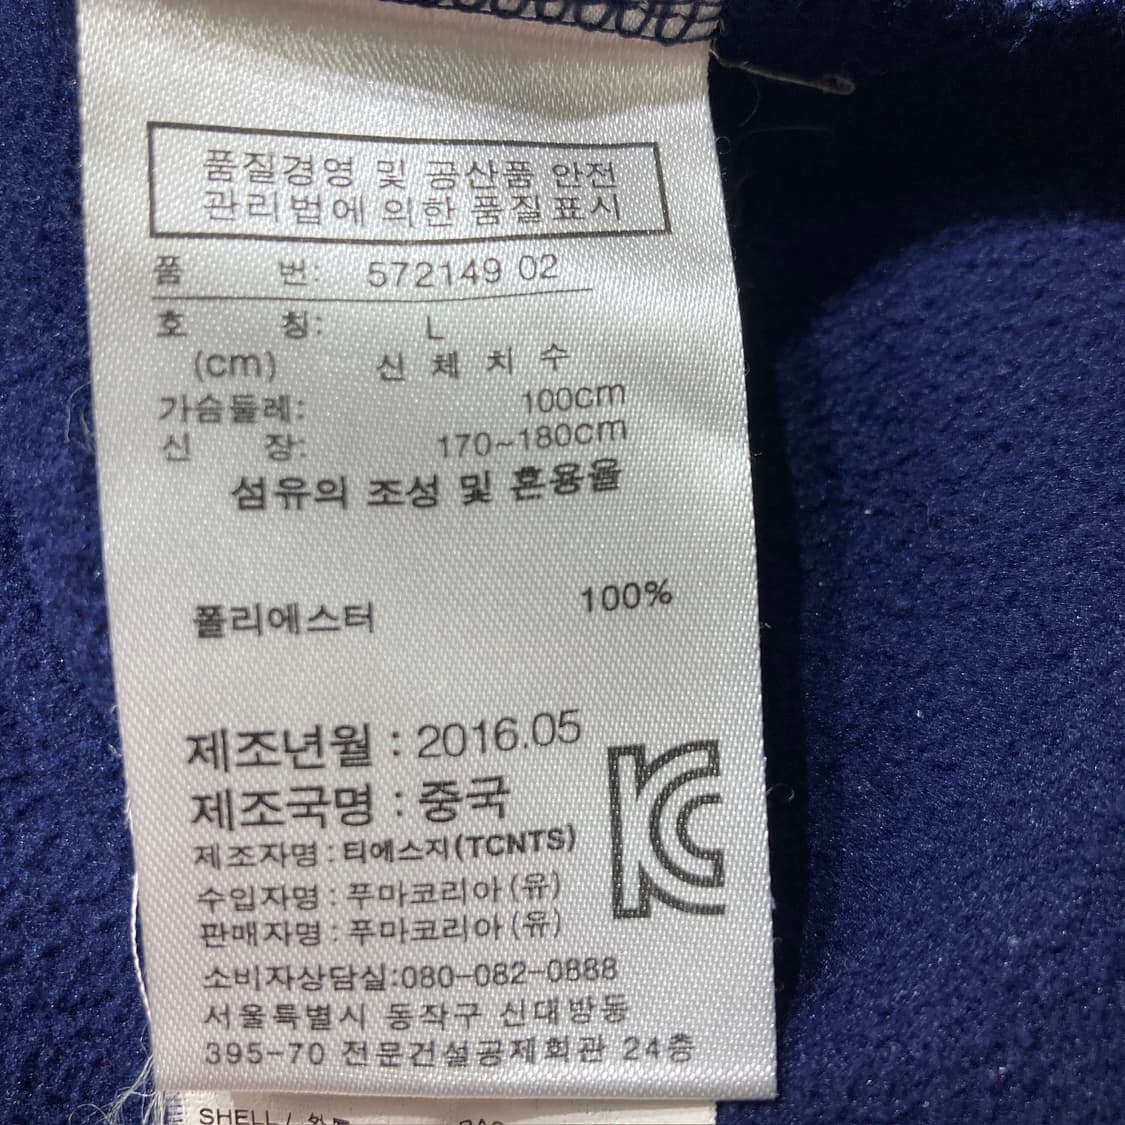 품질경영 및 공산품 안전
관리법에 의한 품질표시
품 번: 572149 02
호 칭: L
(cm) 신 체 치 수
가슴둘레: 100cm
신 장: 170~180cm
섬유의 조성 및 혼용율
폴리에스터 100%
제조년월 : 2016.05
제조국명 : 중국
제조자명 : 티에스지(TCNTS)
수입자명 : 푸마코리아(유)
판매자명 : 푸마코리아(유)
소비자상담실:080-082-0888
서울특별시 동작구 신대방동
395-70 전문건설공제회관 24층
SHELL /